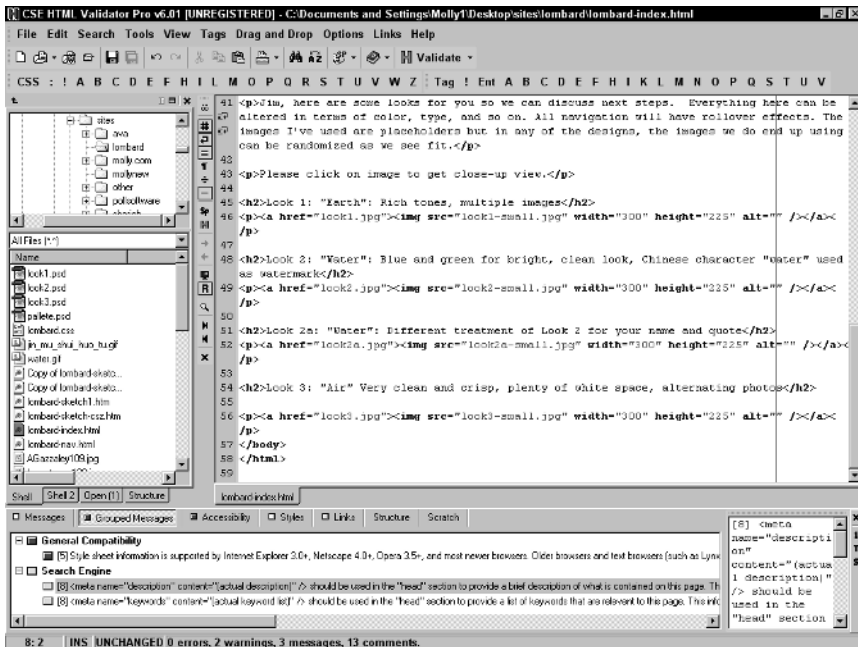 CSE HTML Validator Pro v6.01 [UNREGISTERED] - C:\Documents and Settings\Molly1\Desktop\sites\lombard\lombard-index.html
File Edit Search Tools View Tags Drag and Drop Options Links Help
Validate
CSS : ! A B C D E F H I L M O P Q R S T U V W Z Tag ! Ent A B C D E F H I K L M N O P Q S T U V
sites
ava
lombard
molly.com
mollynew
other
polisoftware
All Files (*.*)
Name
look1.psd
look2.psd
look3.psd
pallete.psd
lombard.css
jin_mu_shui_huo_tu.gif
water.gif
Copy of lombard-sketc...
Copy of lombard-sketc...
lombard-sketch1.htm
lombard-sketch-csz.htm
lombard-index.html
lombard-nav.html
AGazzaley109.jpg
Shell Shell 2 Open (1) Structure
41 <p>Jim, here are some looks for you so we can discuss next steps.  Everything here can be
altered in terms of color, type, and so on. All navigation will have rollover effects. The
images I've used are placeholders but in any of the designs, the images we do end up using
can be randomized as we see fit.</p>
42
43 <p>Please click on image to get close-up view.</p>
44
45 <h2>Look 1: "Earth": Rich tones, multiple images</h2>
46 <p><a href="look1.jpg"><img src="look1-small.jpg" width="300" height="225" alt="" /></a><
/p>
47
48 <h2>Look 2: "Water": Blue and green for bright, clean look, Chinese character "water" used
as watermark</h2>
49 <p><a href="look2.jpg"><img src="look2-small.jpg" width="300" height="225" alt="" /></a><
/p>
50
51 <h2>Look 2a: "Water": Different treatment of Look 2 for your name and quote</h2>
52 <p><a href="look2a.jpg"><img src="look2a-small.jpg" width="300" height="225" alt="" /></a><
/p>
53
54 <h2>Look 3: "Air" Very clean and crisp, plenty of white space, alternating photos</h2>
55
56 <p><a href="look3.jpg"><img src="look3-small.jpg" width="300" height="225" alt="" /></a><
/p>
57 </body>
58 </html>
59
lombard-index.html
Messages Grouped Messages Accessibility Styles Links Structure Scratch
General Compatibility
[5] Style sheet information is supported by Internet Explorer 3.0+, Netscape 4.0+, Opera 3.5+, and most newer browsers. Older browsers and text browsers (such as Lynx
Search Engine
[8] <meta name="description" content="[actual description]" /> should be used in the "head" section to provide a brief description of what is contained on this page. Th
[8] <meta name="keywords" content="[actual keyword list]" /> should be used in the "head" section to provide a list of keywords that are relevant to this page. This info
[8] <meta
name="descripti
on"
content="[actua
l description]"
/> should be
used in the
"head" section
8: 2 INS UNCHANGED 0 errors, 2 warnings, 3 messages, 13 comments.